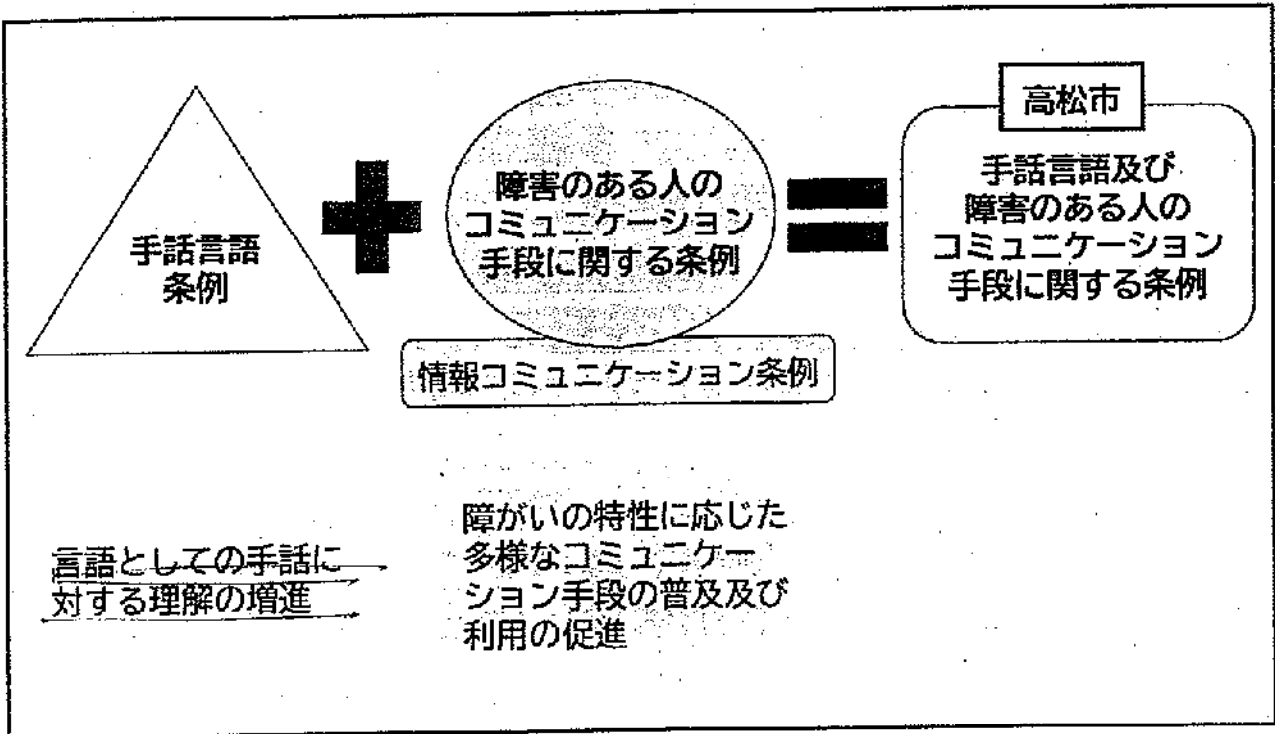 手話言語
条例
障害のある人の
コミュニケーション
手段に関する条例
情報コミュニケーション条例
高松市
手話言語及び
障害のある人の
コミュニケーション
手段に関する条例
言語としての手話に
対する理解の増進
障がいの特性に応じた
多様なコミュニケー
ション手段の普及及び
利用の促進